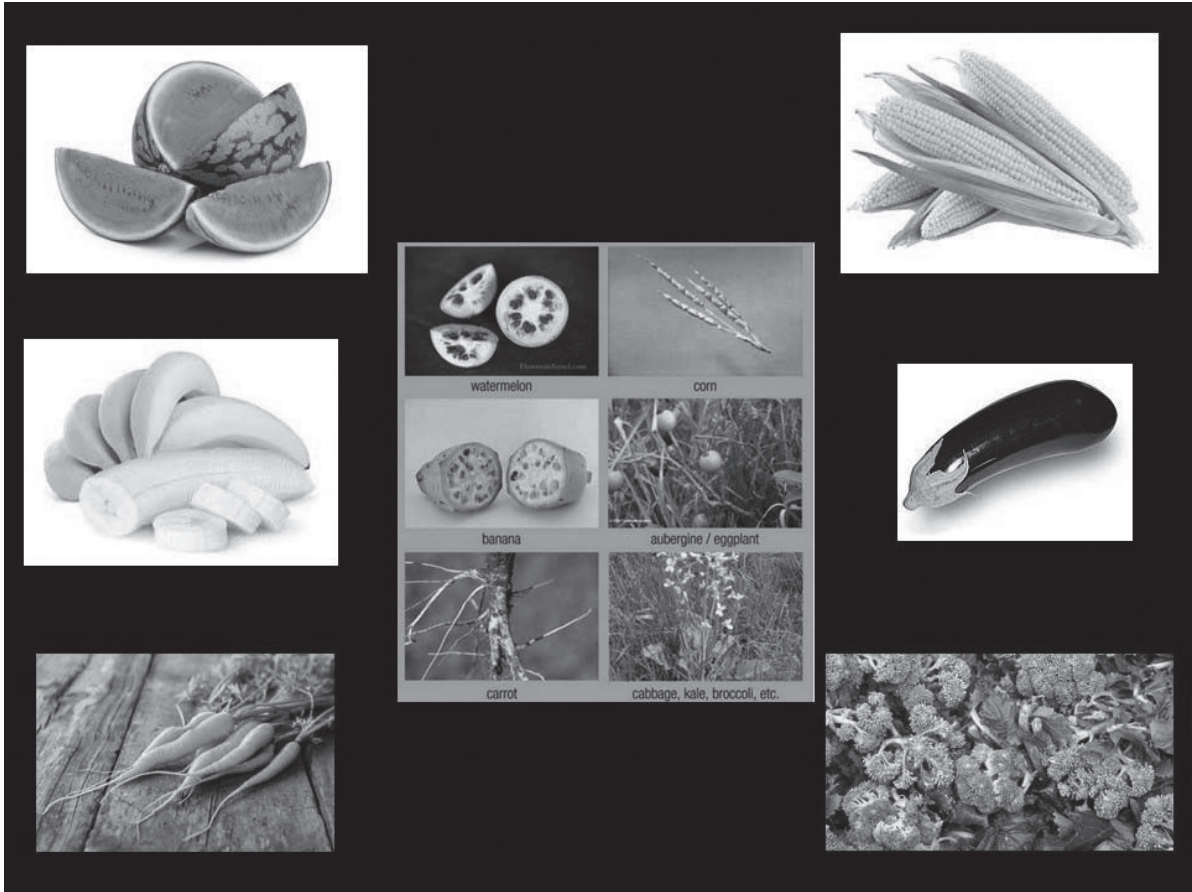 watermelon
corn
banana
aubergine / eggplant
carrot
cabbage, kale, broccoli, etc.